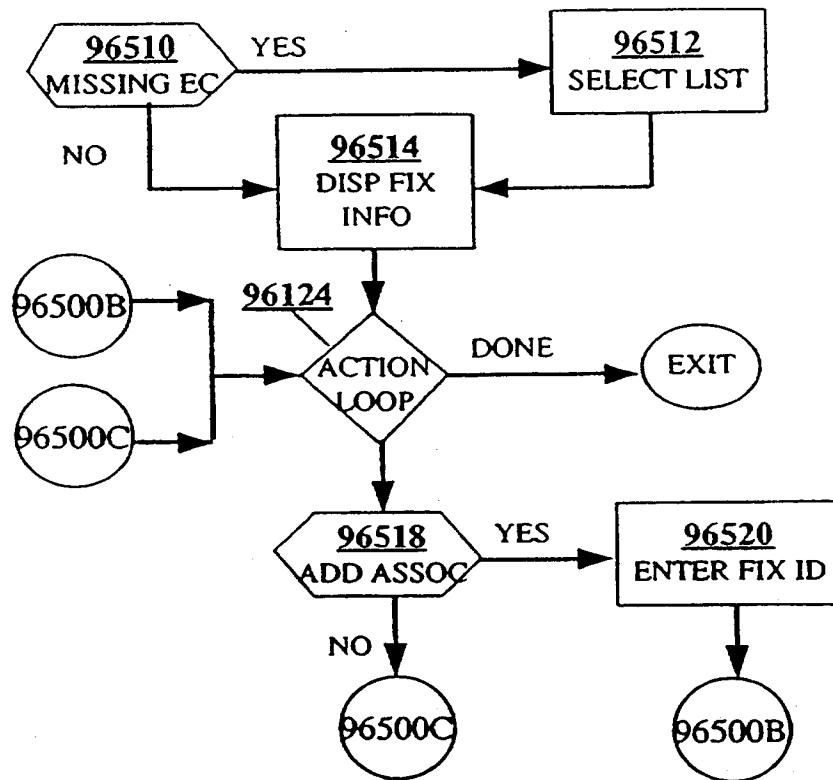 96510
MISSING EC
YES
96512
SELECT LIST
NO
96514
DISP FIX
INFO
96500B
96124
ACTION
LOOP
DONE
EXIT
96500C
96518
ADD ASSOC
YES
96520
ENTER FIX ID
NO
96500C
96500B